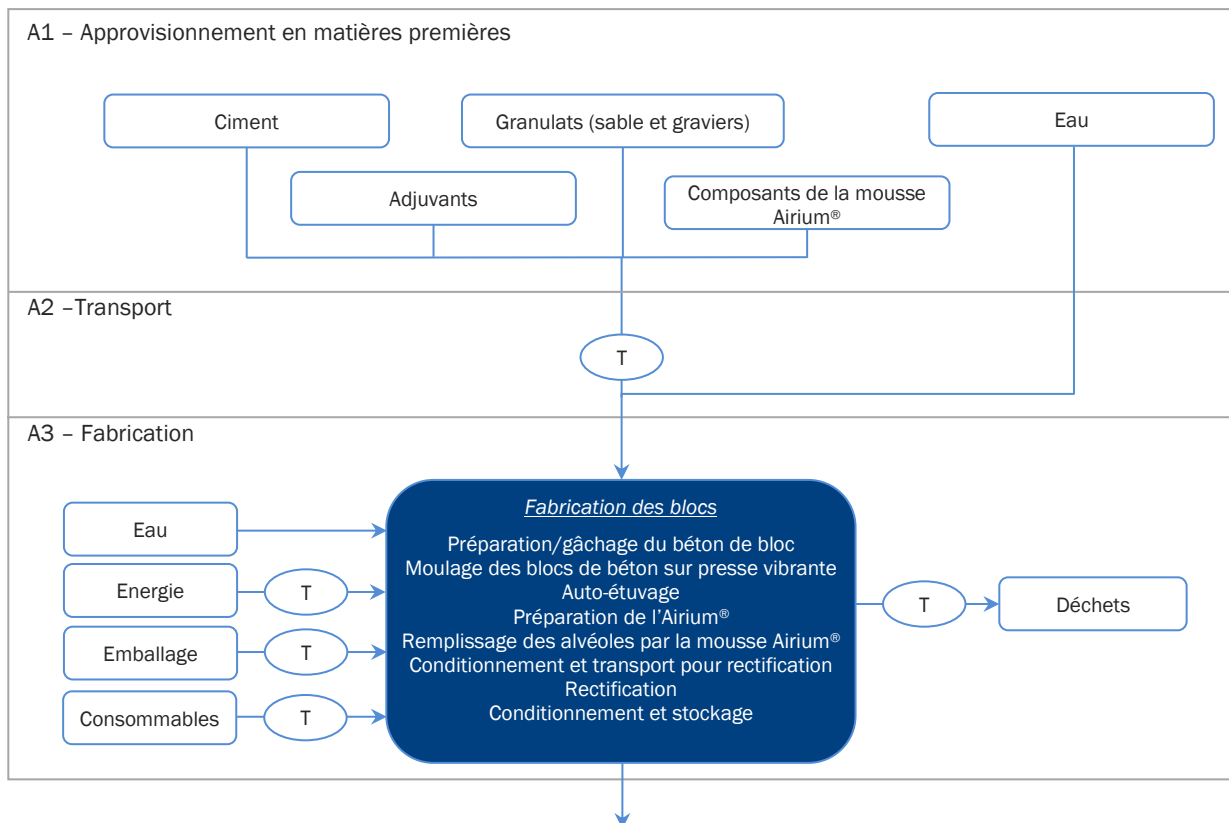 A1 – Approvisionnement en matières premières
Ciment
Granulats (sable et graviers)
Eau
Adjuvants
Composants de la mousse
Airium®
A2 –Transport
T
A3 – Fabrication
Fabrication des blocs
Préparation/gâchage du béton de bloc
Moulage des blocs de béton sur presse vibrante
Auto-étuvage
Préparation de l'Airium®
Remplissage des alvéoles par la mousse Airium®
Conditionnement et transport pour rectification
Rectification
Conditionnement et stockage
Eau
Energie
T
Emballage
T
Consommables
T
T
Déchets